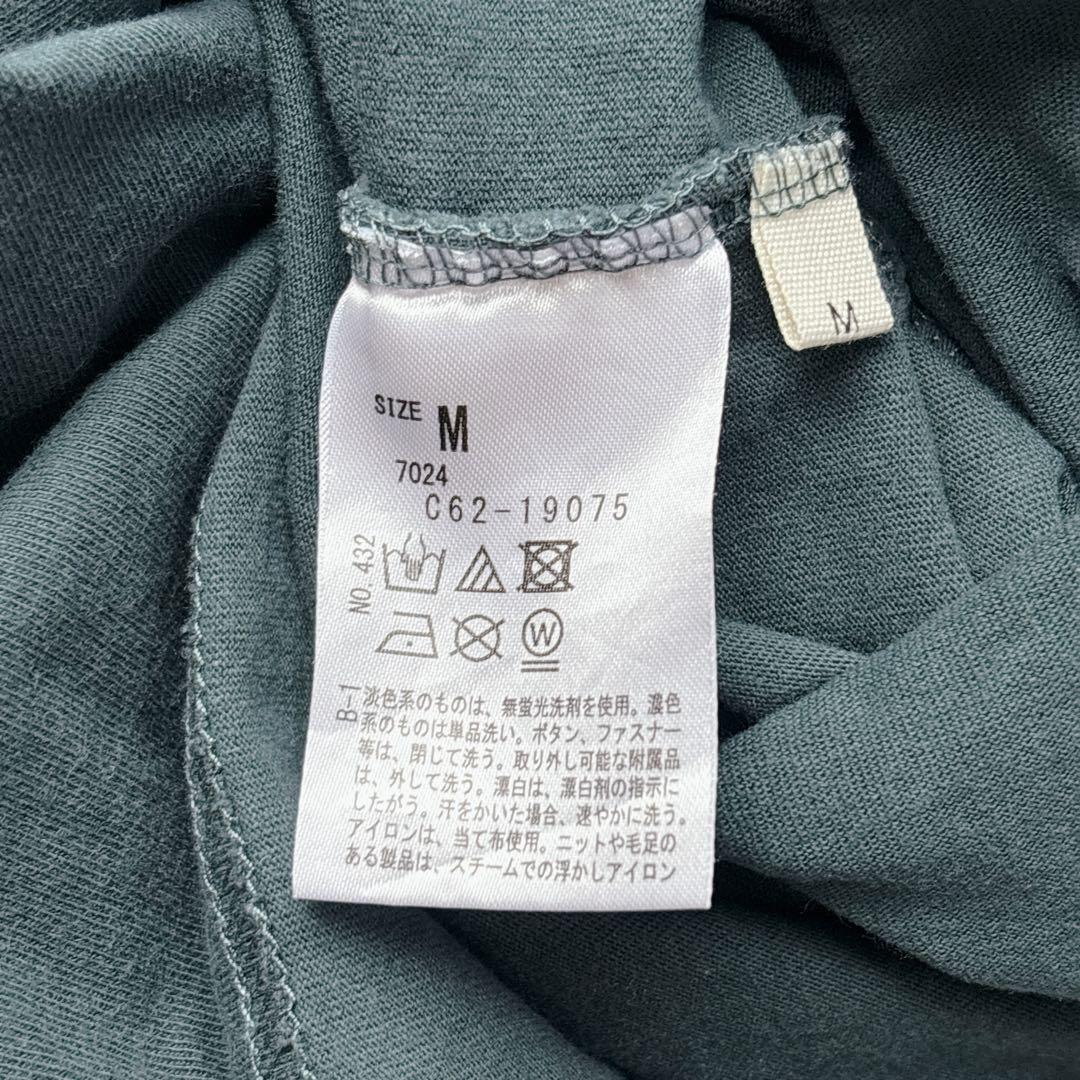 M
SIZE M
7024
C62-19075
NO.432
W
B-1
淡色系のものは、無蛍光洗剤を使用。濃色
系のものは単品洗い。ボタン、ファスナー
等は、閉じて洗う。取り外し可能な附属品
は、外して洗う。漂白は、漂白剤の指示に
したがう。汗をかいた場合、速やかに洗う。
アイロンは、当て布使用。ニットや毛足の
ある製品は、スチームでの浮かしアイロン